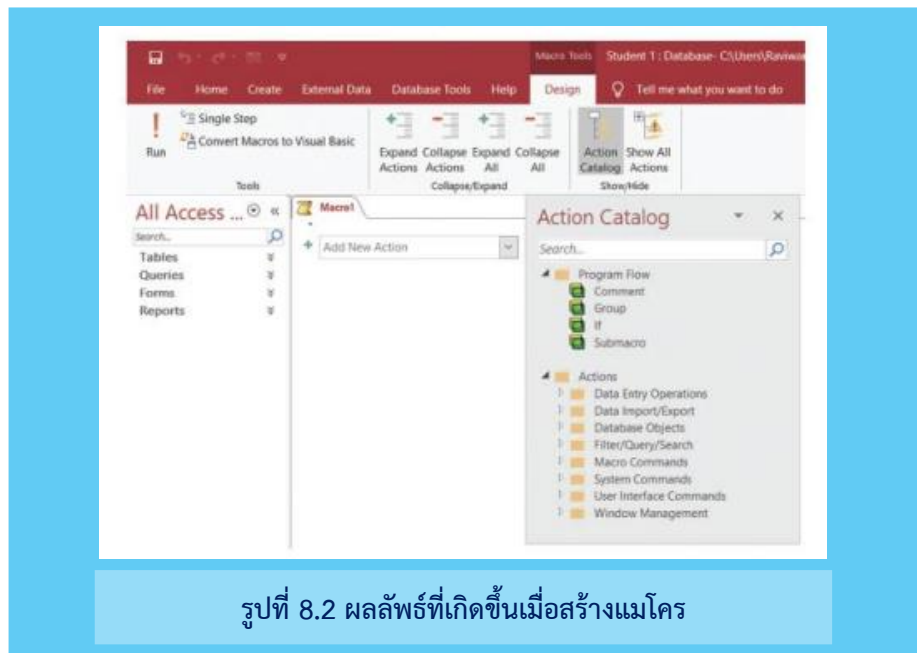 Macro Tools Student 1 : Database- C:\Users\Raviwa
File Home Create External Data Database Tools Help Design Tell me what you want to do
Run
Single Step
Convert Macros to Visual Basic
Expand Actions
Collapse Actions
Expand All
Collapse All
Action Catalog
Show All Actions
Tools Collapse/Expand Show/Hide
All Access ...
Search...
Tables
Queries
Forms
Reports
Macro1
Add New Action
Action Catalog
Search...
Program Flow
Comment
Group
If
Submacro
Actions
Data Entry Operations
Data Import/Export
Database Objects
Filter/Query/Search
Macro Commands
System Commands
User Interface Commands
Window Management
รูปที่ 8.2 ผลลัพธ์ที่เกิดขึ้นเมื่อสร้างแมโคร